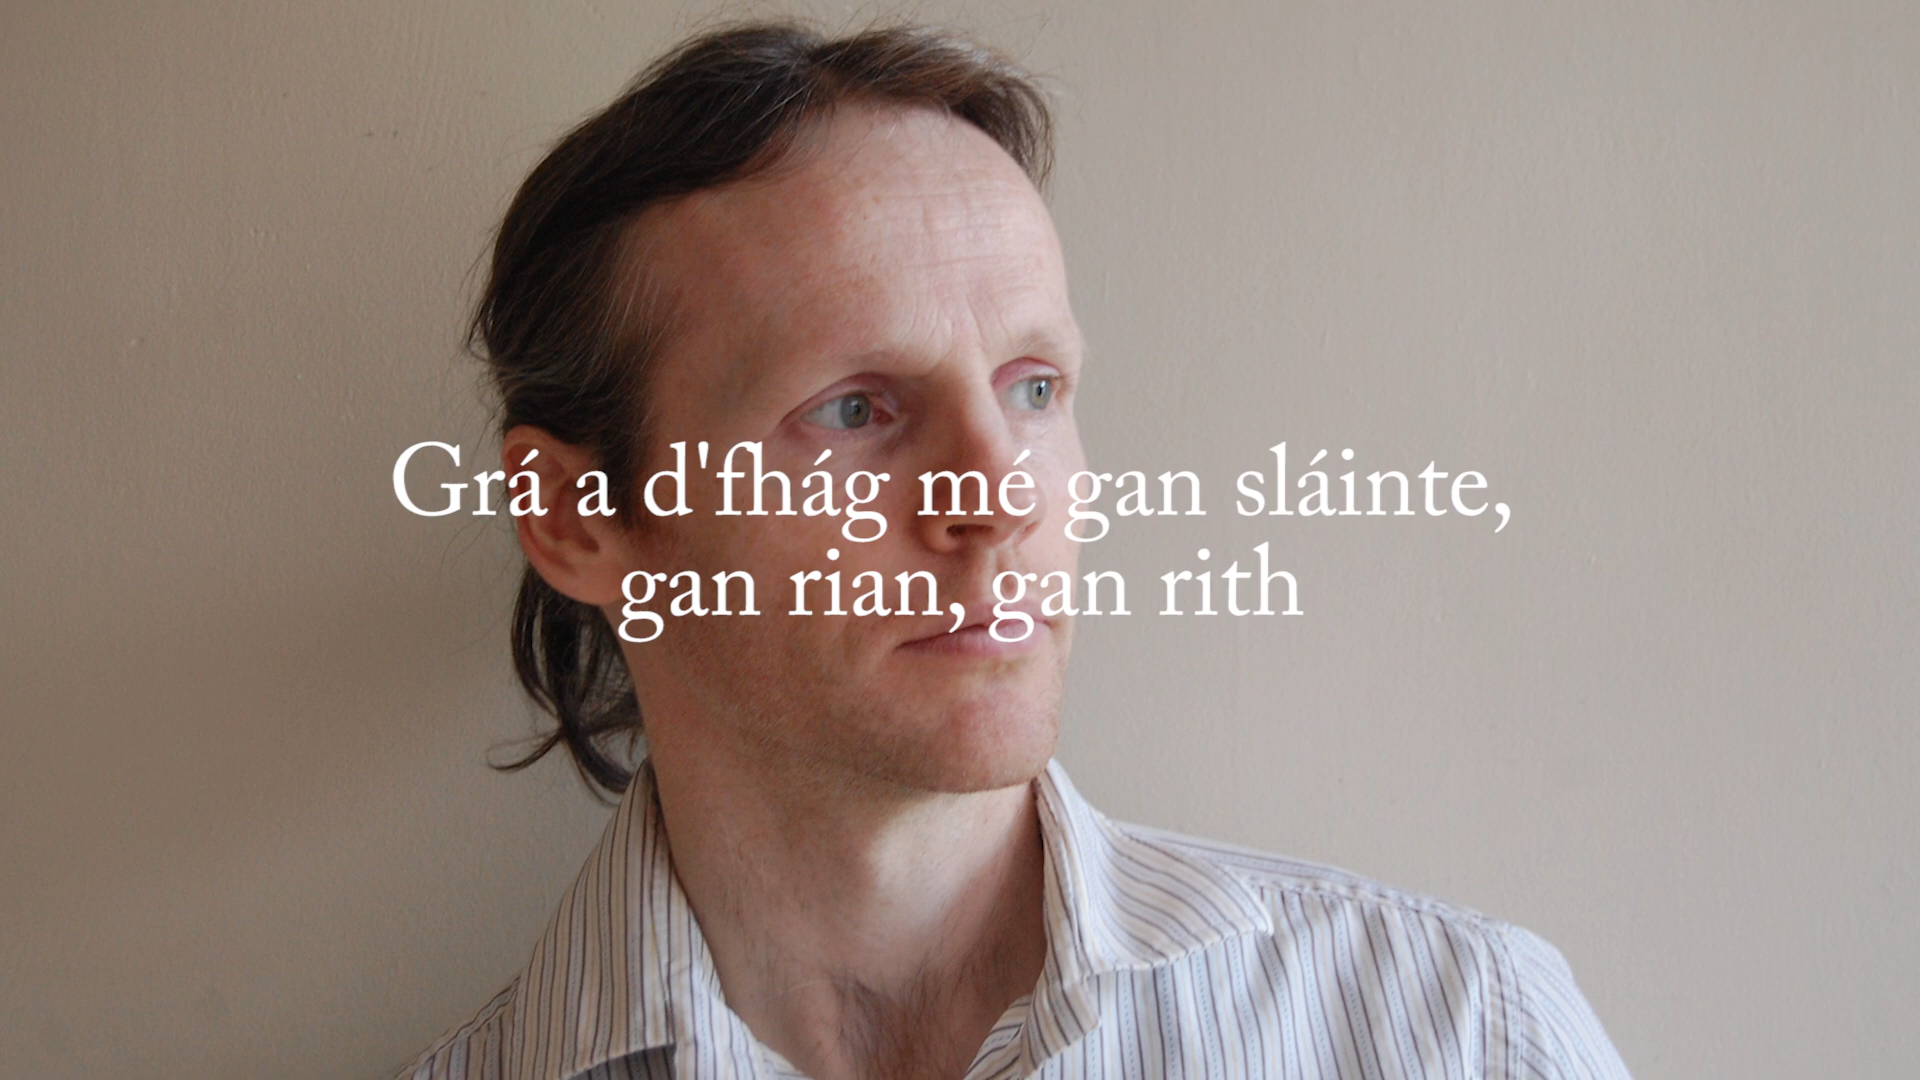 Grá a d'fhág mé gan sláinte,
gan rian, gan rith